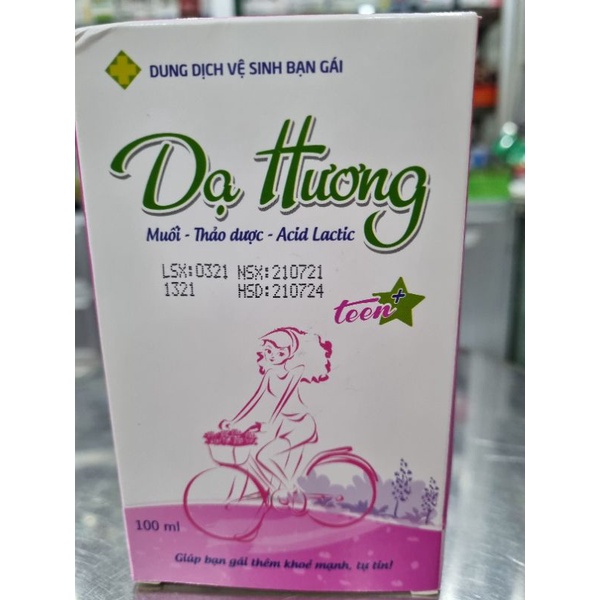 DUNG DỊCH VỆ SINH BẠN GÁI
Dạ Hương
Muối - Thảo dược - Acid Lactic
LSX:0321 NSX:210721
1321 HSD:210724
teen+
100 ml
Giúp bạn gái thêm khoẻ mạnh, tự tin!